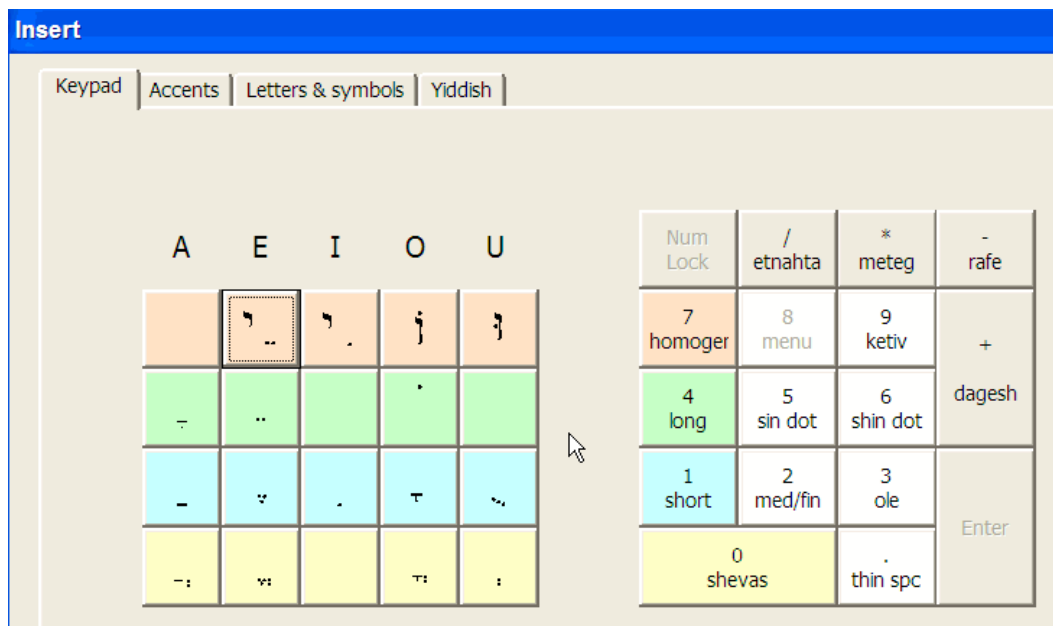 Insert
Keypad Accents Letters & symbols Yiddish
A E I O U
Num Lock / etnahta * meteg - rafe
7 homoger 8 menu 9 ketiv + dagesh
4 long 5 sin dot 6 shin dot
1 short 2 med/fin 3 ole Enter
0 shevas . thin spc